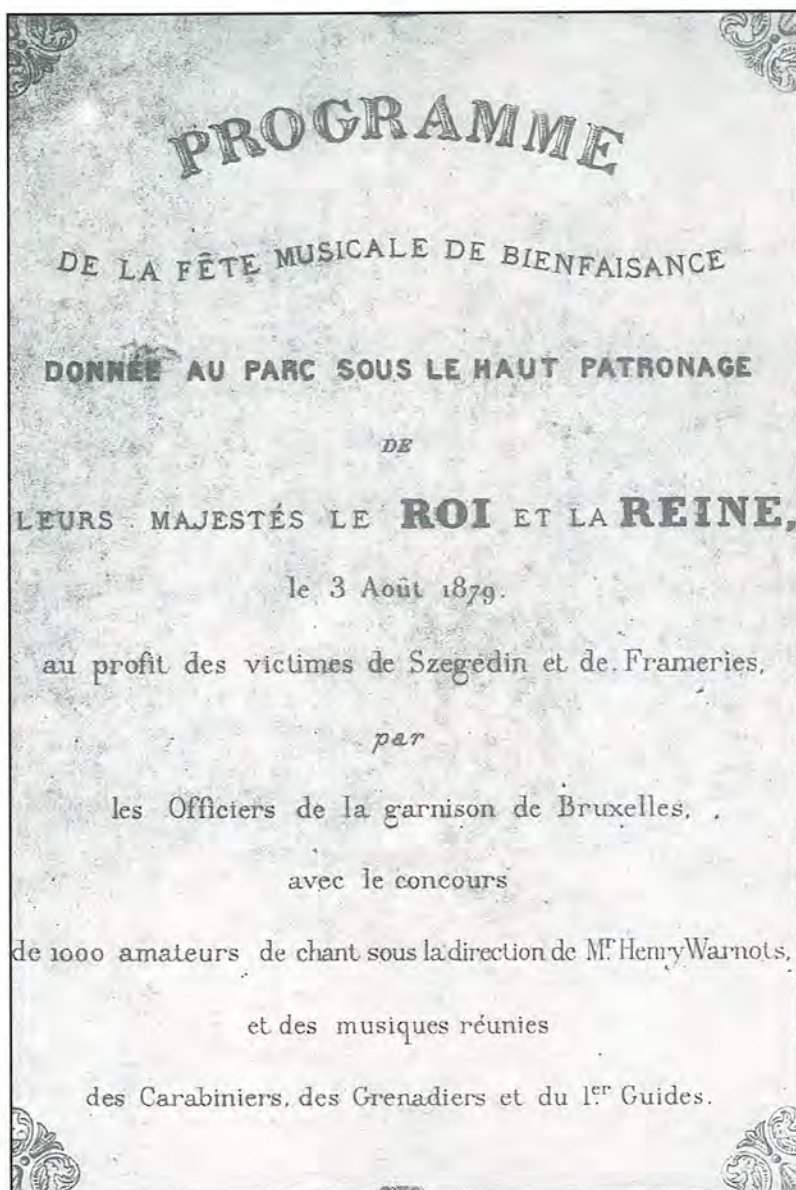 PROGRAMME
DE LA FÊTE MUSICALE DE BIENFAISANCE
DONNÉE AU PARC SOUS LE HAUT PATRONAGE
DE
LEURS MAJESTÉS LE ROI ET LA REINE,
le 3 Août 1879.
au profit des victimes de Szegedin et de Frameries,
par
les Officiers de la garnison de Bruxelles,
avec le concours
de 1000 amateurs de chant sous la direction de Mr. Henry Warnots,
et des musiques réunies
des Carabiniers, des Grenadiers et du 1er Guides.